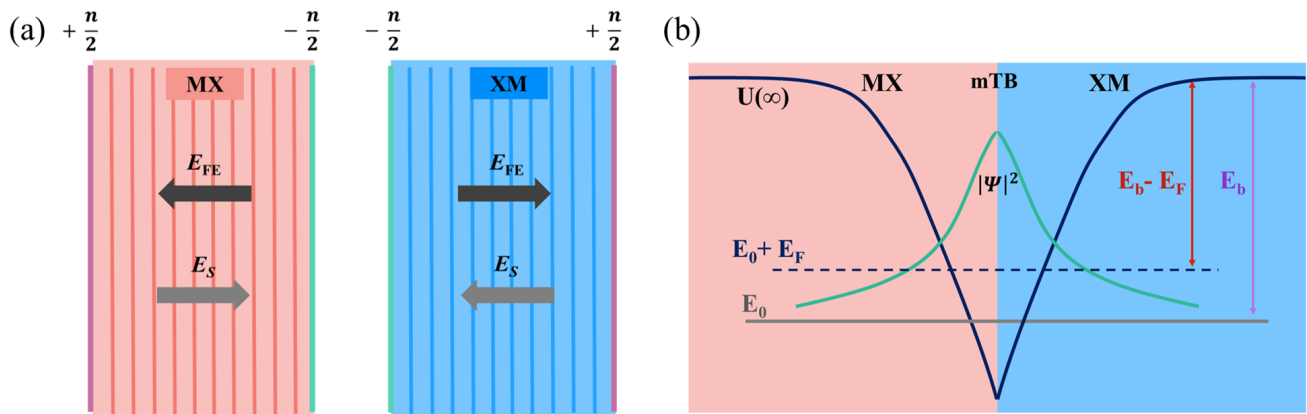 (a)
+ n/2
− n/2
− n/2
+ n/2
MX
XM
E_FE
E_FE
E_S
E_S
(b)
MX
mTB
XM
U(∞)
|Ψ|²
E_b- E_F
E_b
E_0+ E_F
E_0